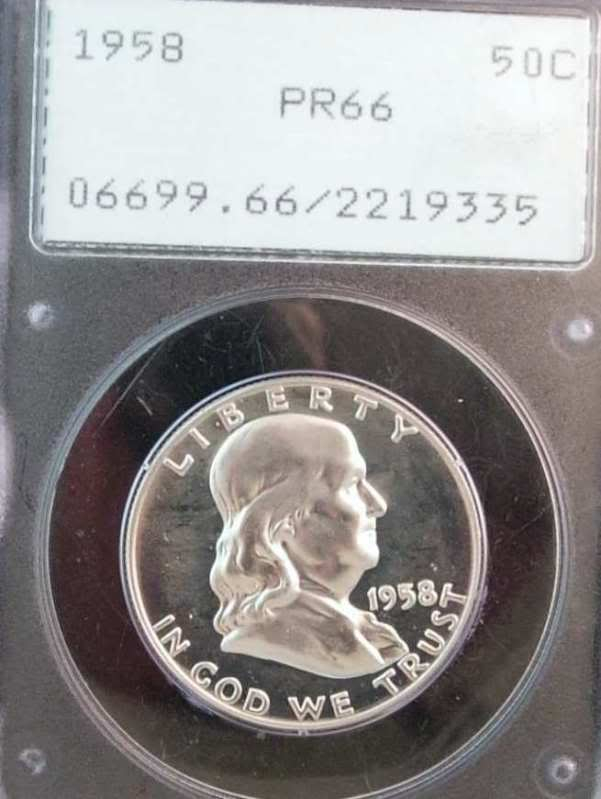 1958 50C
PR66
06699.66/2219335
LIBERTY
1958
IN GOD WE TRUST